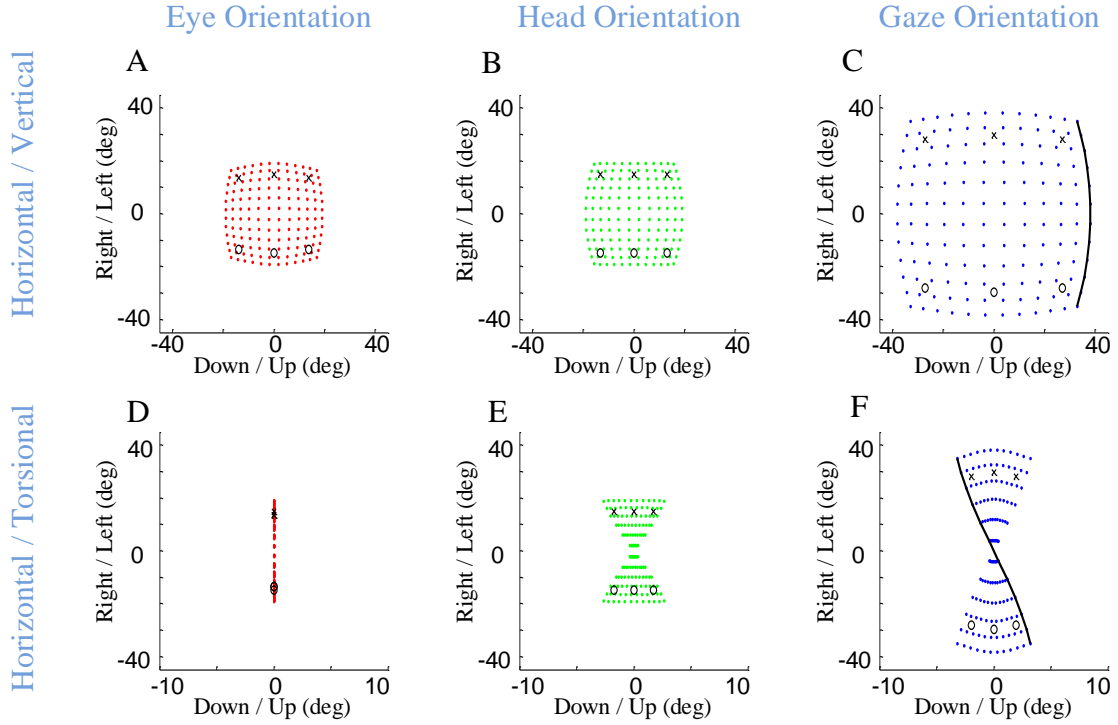 Eye Orientation
Head Orientation
Gaze Orientation
Horizontal / Vertical
A
B
C
Right / Left (deg)
40
0
-40
-40
0
40
Down / Up (deg)
Right / Left (deg)
40
0
-40
-40
0
40
Down / Up (deg)
Right / Left (deg)
40
0
-40
-40
0
40
Down / Up (deg)
Horizontal / Torsional
D
E
F
Right / Left (deg)
40
0
-40
-10
0
10
Down / Up (deg)
Right / Left (deg)
40
0
-40
-10
0
10
Down / Up (deg)
Right / Left (deg)
40
0
-40
-10
0
10
Down / Up (deg)